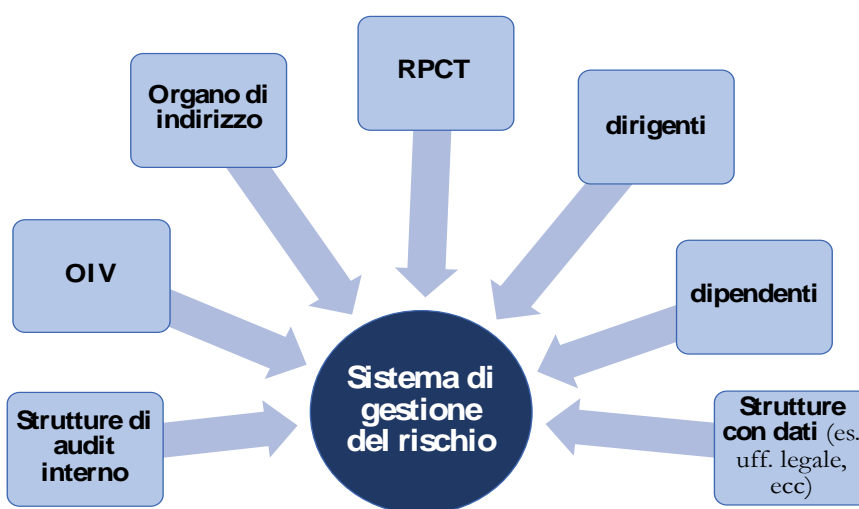 RPCT
Organo di
indirizzo
dirigenti
OIV
dipendenti
Sistema di
gestione
del rischio
Strutture di
audit
interno
Strutture
con dati (es.
uff. legale,
ecc)